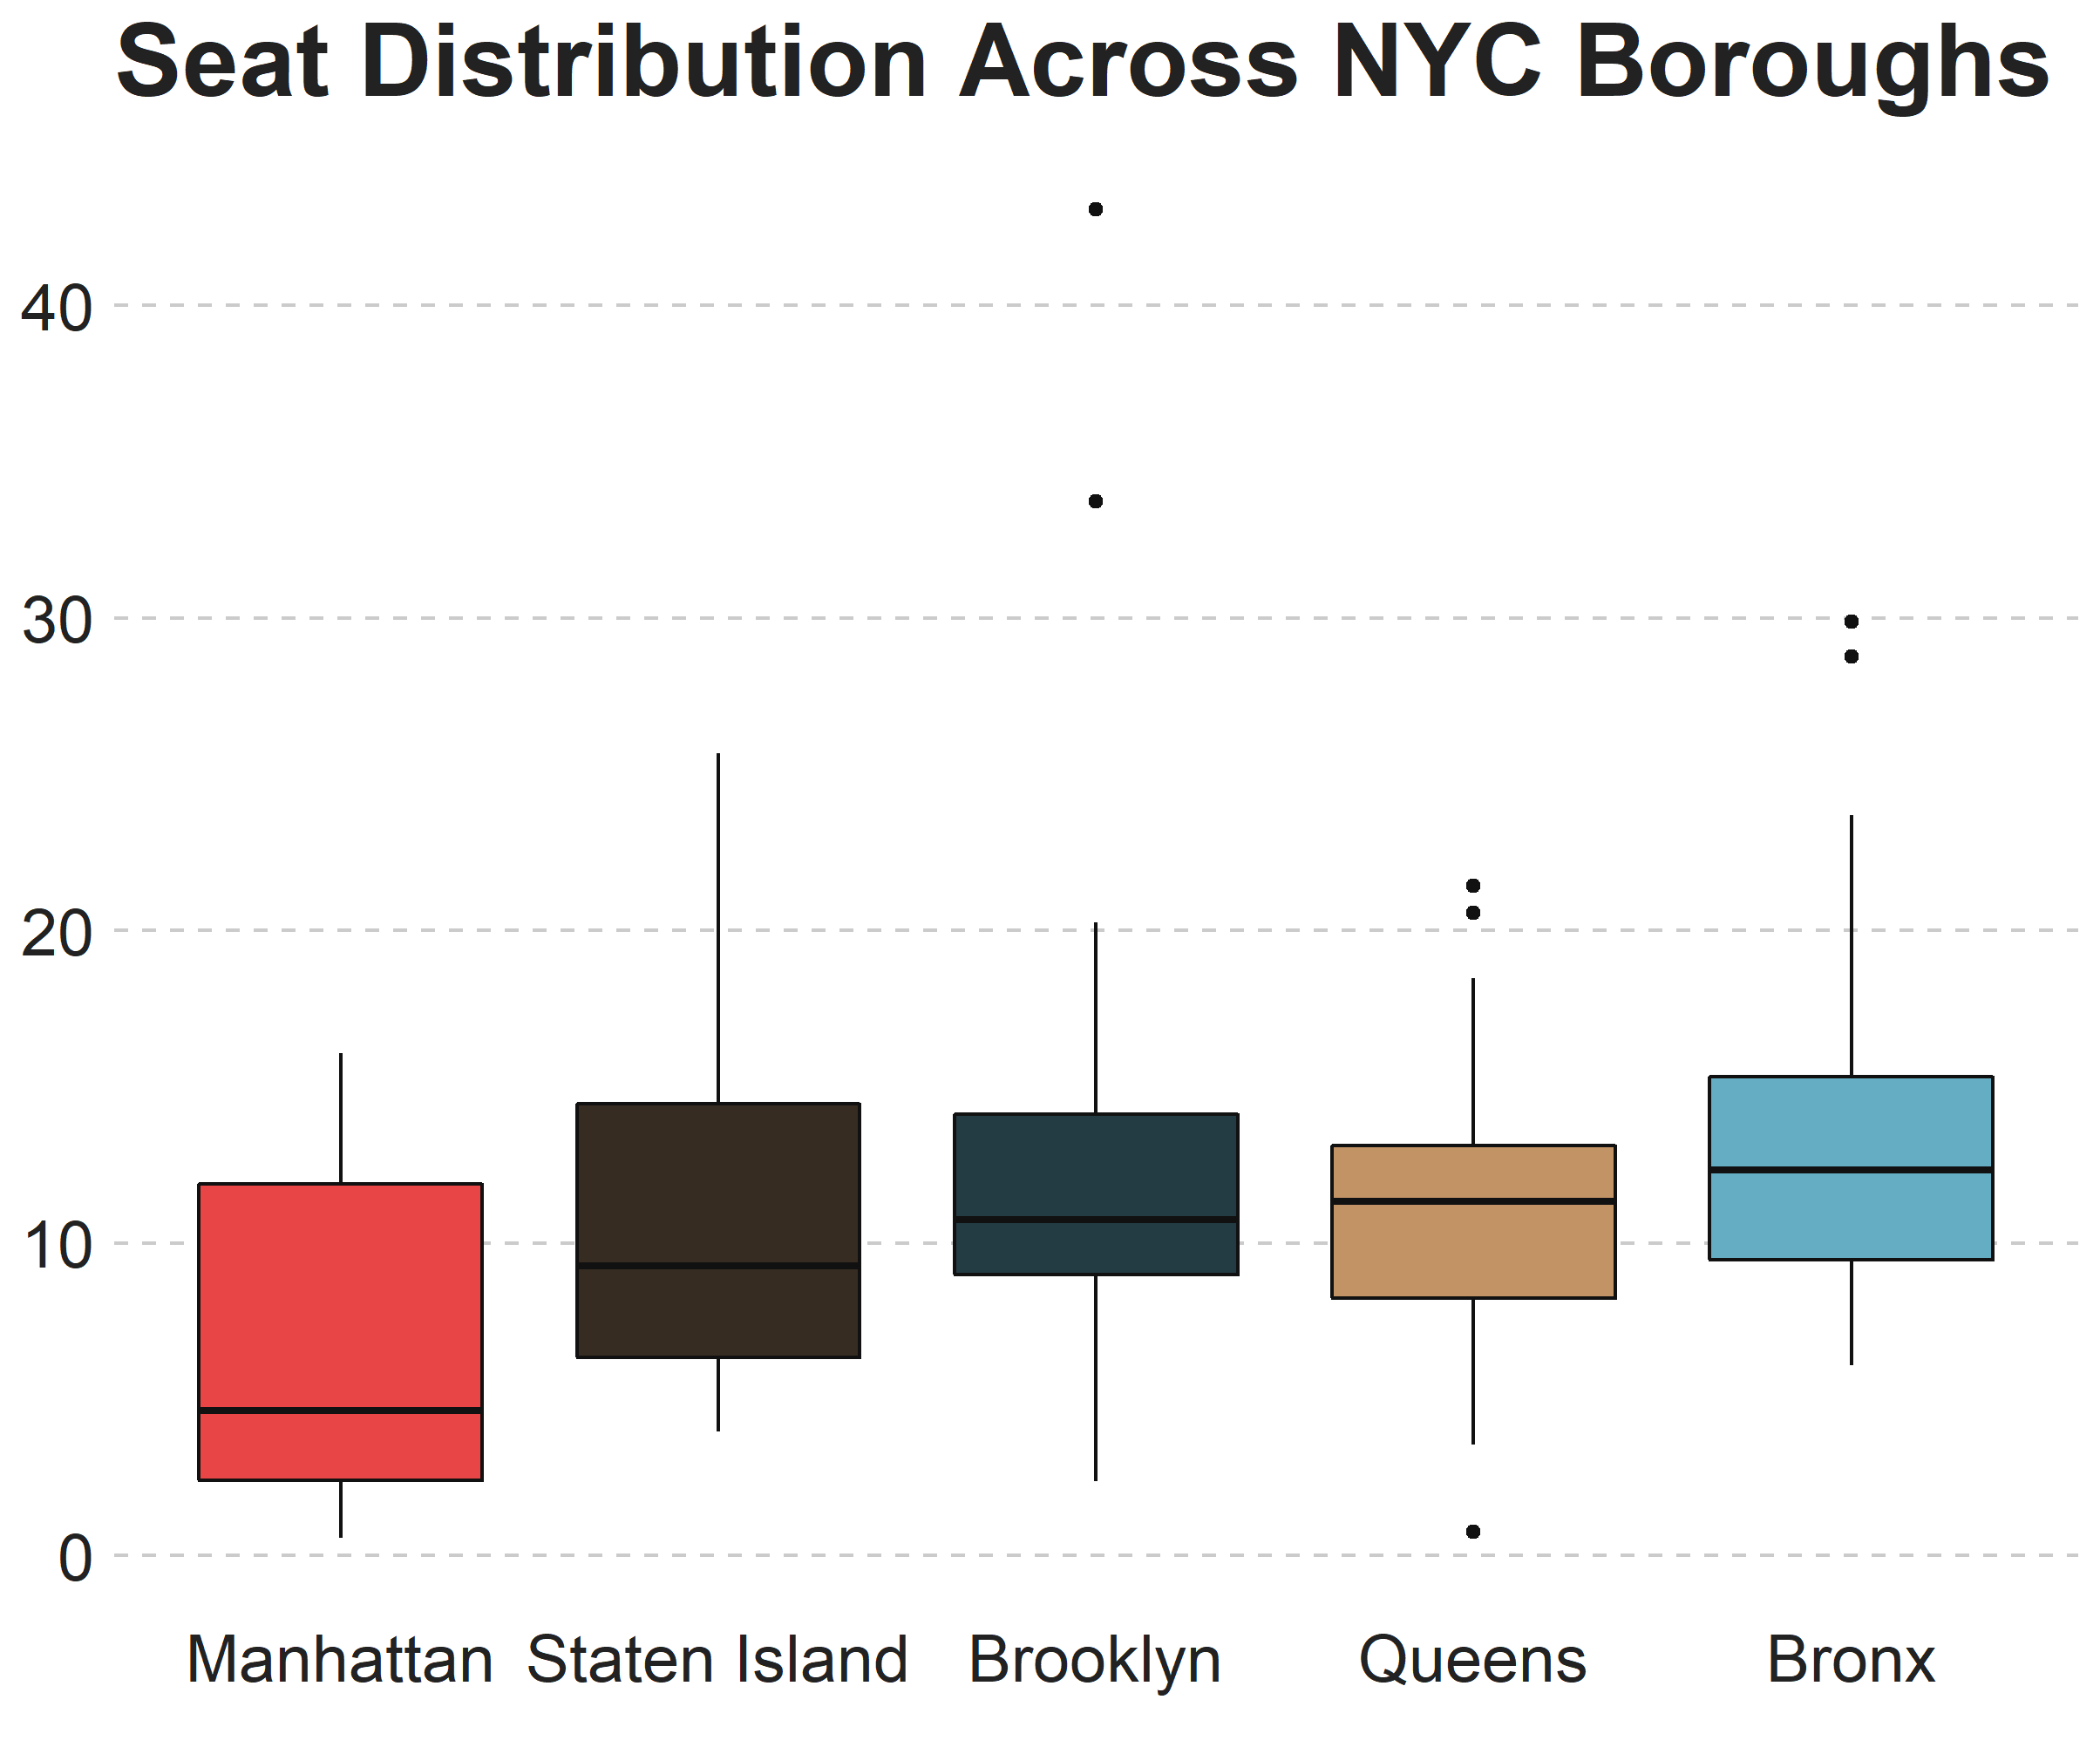 Seat Distribution Across NYC Boroughs
40
30
20
10
0
Manhattan Staten Island Brooklyn Queens Bronx